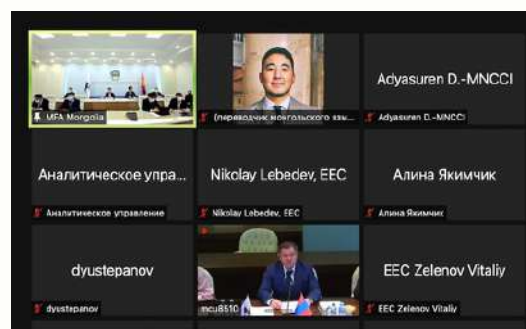 MFA Mongolia
(переводчик монгольского язы...
Adyasuren D.-MNCCI
Adyasuren D.-MNCCI
Аналитическое упра...
Аналитическое управление
Nikolay Lebedev, EEC
Nikolay Lebedev, EEC
Алина Якимчик
Алина Якимчик
dyustepanov
dyustepanov
mcu8510
EEC Zelenov Vitaliy
EEC Zelenov Vitaliy